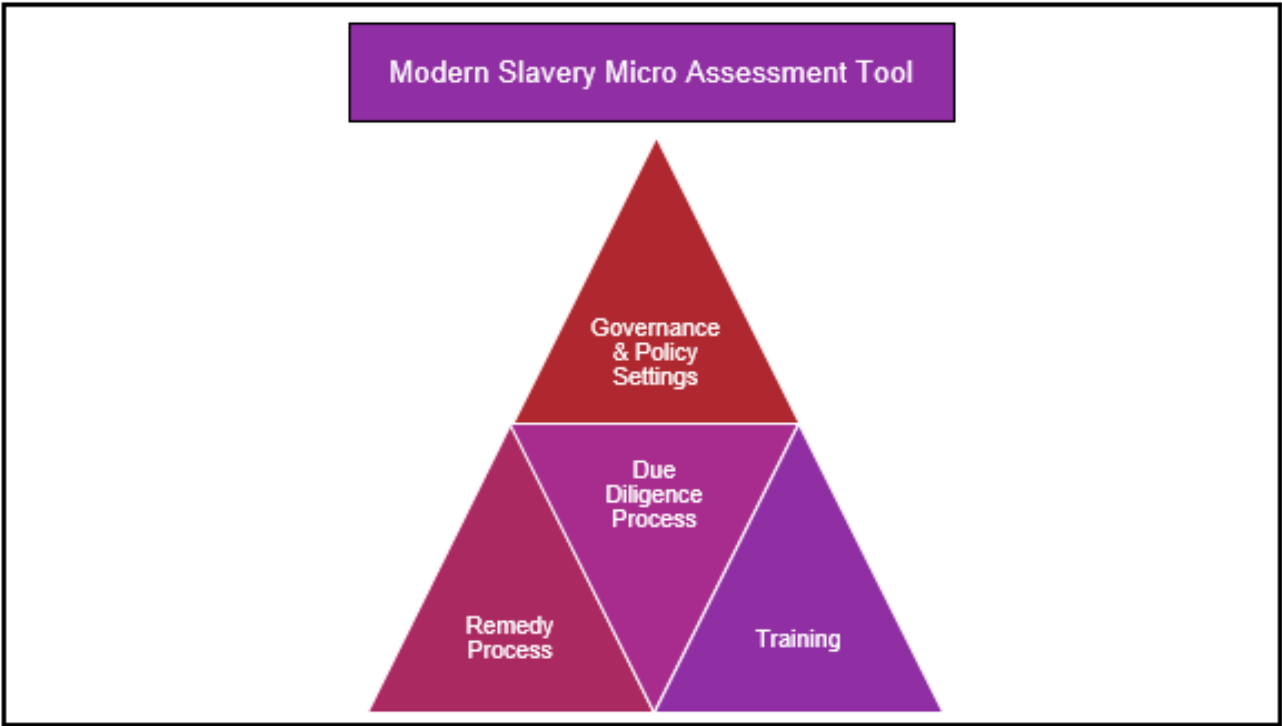 Modern Slavery Micro Assessment Tool
Governance
& Policy
Settings
Due
Diligence
Process
Remedy
Process
Training